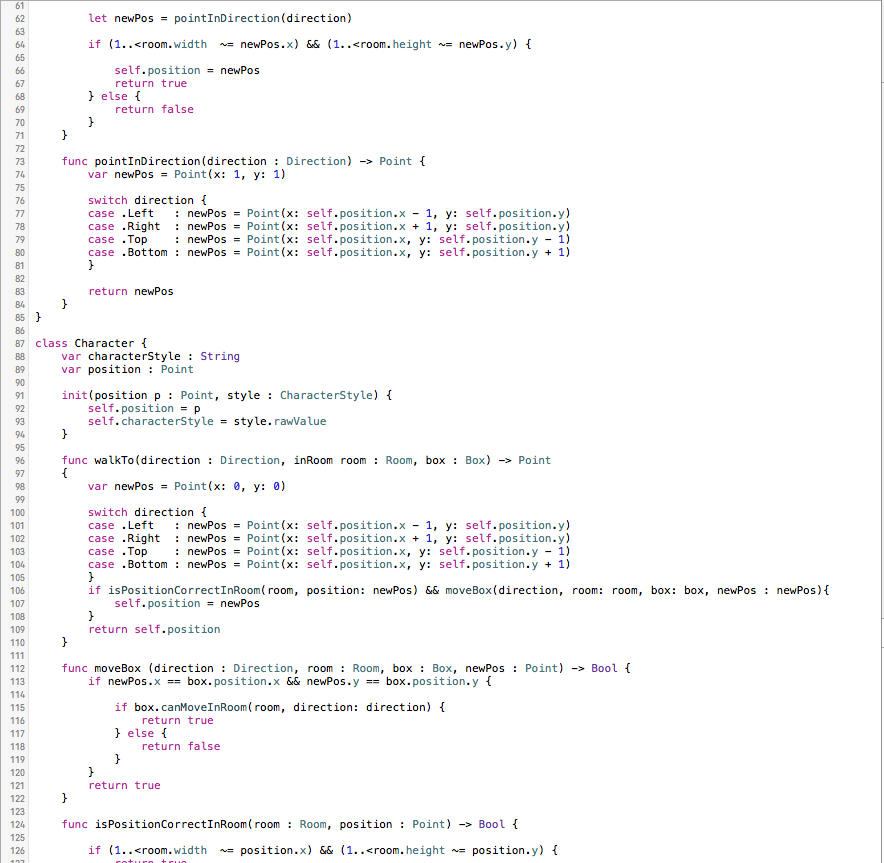 61
62 let newPos = pointInDirection(direction)
63
64 if (1..<room.width  ~= newPos.x) && (1..<room.height ~= newPos.y) {
65
66 self.position = newPos
67 return true
68 } else {
69 return false
70 }
71 }
72
73 func pointInDirection(direction : Direction) -> Point {
74 var newPos = Point(x: 1, y: 1)
75
76 switch direction {
77 case .Left   : newPos = Point(x: self.position.x - 1, y: self.position.y)
78 case .Right  : newPos = Point(x: self.position.x + 1, y: self.position.y)
79 case .Top    : newPos = Point(x: self.position.x, y: self.position.y - 1)
80 case .Bottom : newPos = Point(x: self.position.x, y: self.position.y + 1)
81 }
82
83 return newPos
84 }
85 }
86
87 class Character {
88 var characterStyle : String
89 var position : Point
90
91 init(position p : Point, style : CharacterStyle) {
92 self.position = p
93 self.characterStyle = style.rawValue
94 }
95
96 func walkTo(direction : Direction, inRoom room : Room, box : Box) -> Point
97 {
98 var newPos = Point(x: 0, y: 0)
99
100 switch direction {
101 case .Left   : newPos = Point(x: self.position.x - 1, y: self.position.y)
102 case .Right  : newPos = Point(x: self.position.x + 1, y: self.position.y)
103 case .Top    : newPos = Point(x: self.position.x, y: self.position.y - 1)
104 case .Bottom : newPos = Point(x: self.position.x, y: self.position.y + 1)
105 }
106 if isPositionCorrectInRoom(room, position: newPos) && moveBox(direction, room: room, box: box, newPos : newPos){
107 self.position = newPos
108 }
109 return self.position
110 }
111
112 func moveBox (direction : Direction, room : Room, box : Box, newPos : Point) -> Bool {
113 if newPos.x == box.position.x && newPos.y == box.position.y {
114
115 if box.canMoveInRoom(room, direction: direction) {
116 return true
117 } else {
118 return false
119 }
120 }
121 return true
122 }
123
124 func isPositionCorrectInRoom(room : Room, position : Point) -> Bool {
125
126 if (1..<room.width  ~= position.x) && (1..<room.height ~= position.y) {
127 return true